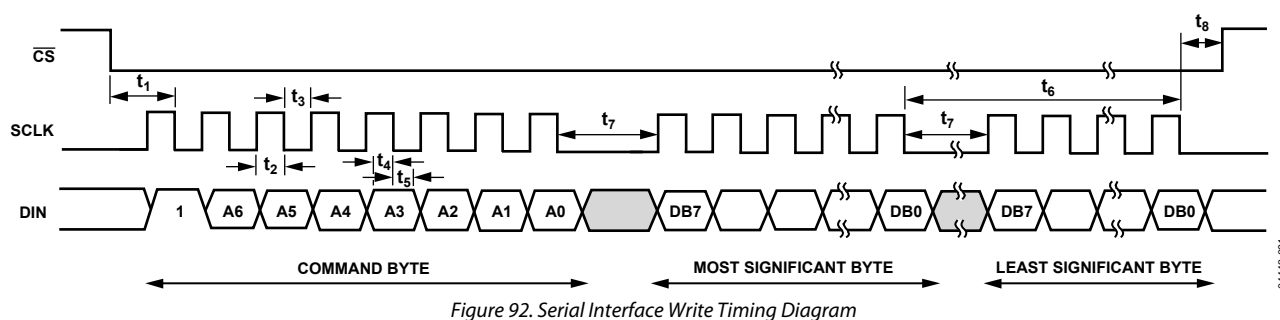 t8
CS
t1
t3
t6
SCLK
t7
t7
t4
t2
t5
DIN
1 A6 A5 A4 A3 A2 A1 A0 DB7 DB0 DB7 DB0
COMMAND BYTE MOST SIGNIFICANT BYTE LEAST SIGNIFICANT BYTE
Figure 92. Serial Interface Write Timing Diagram